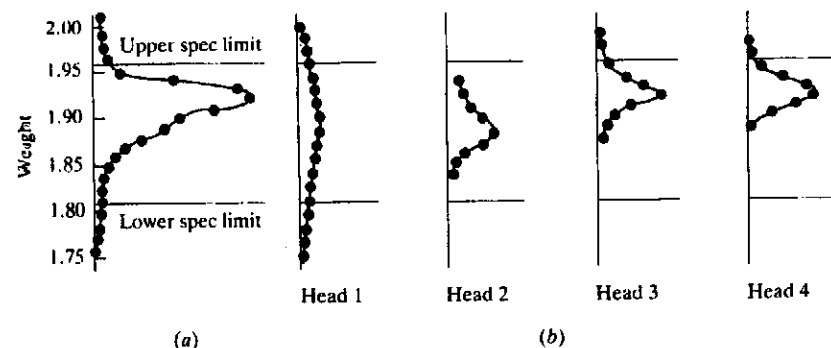 2.00
Upper spec limit
1.95
1.90
Weight
1.85
1.80
Lower spec limit
1.75
Head 1
Head 2
Head 3
Head 4
(a)
(b)